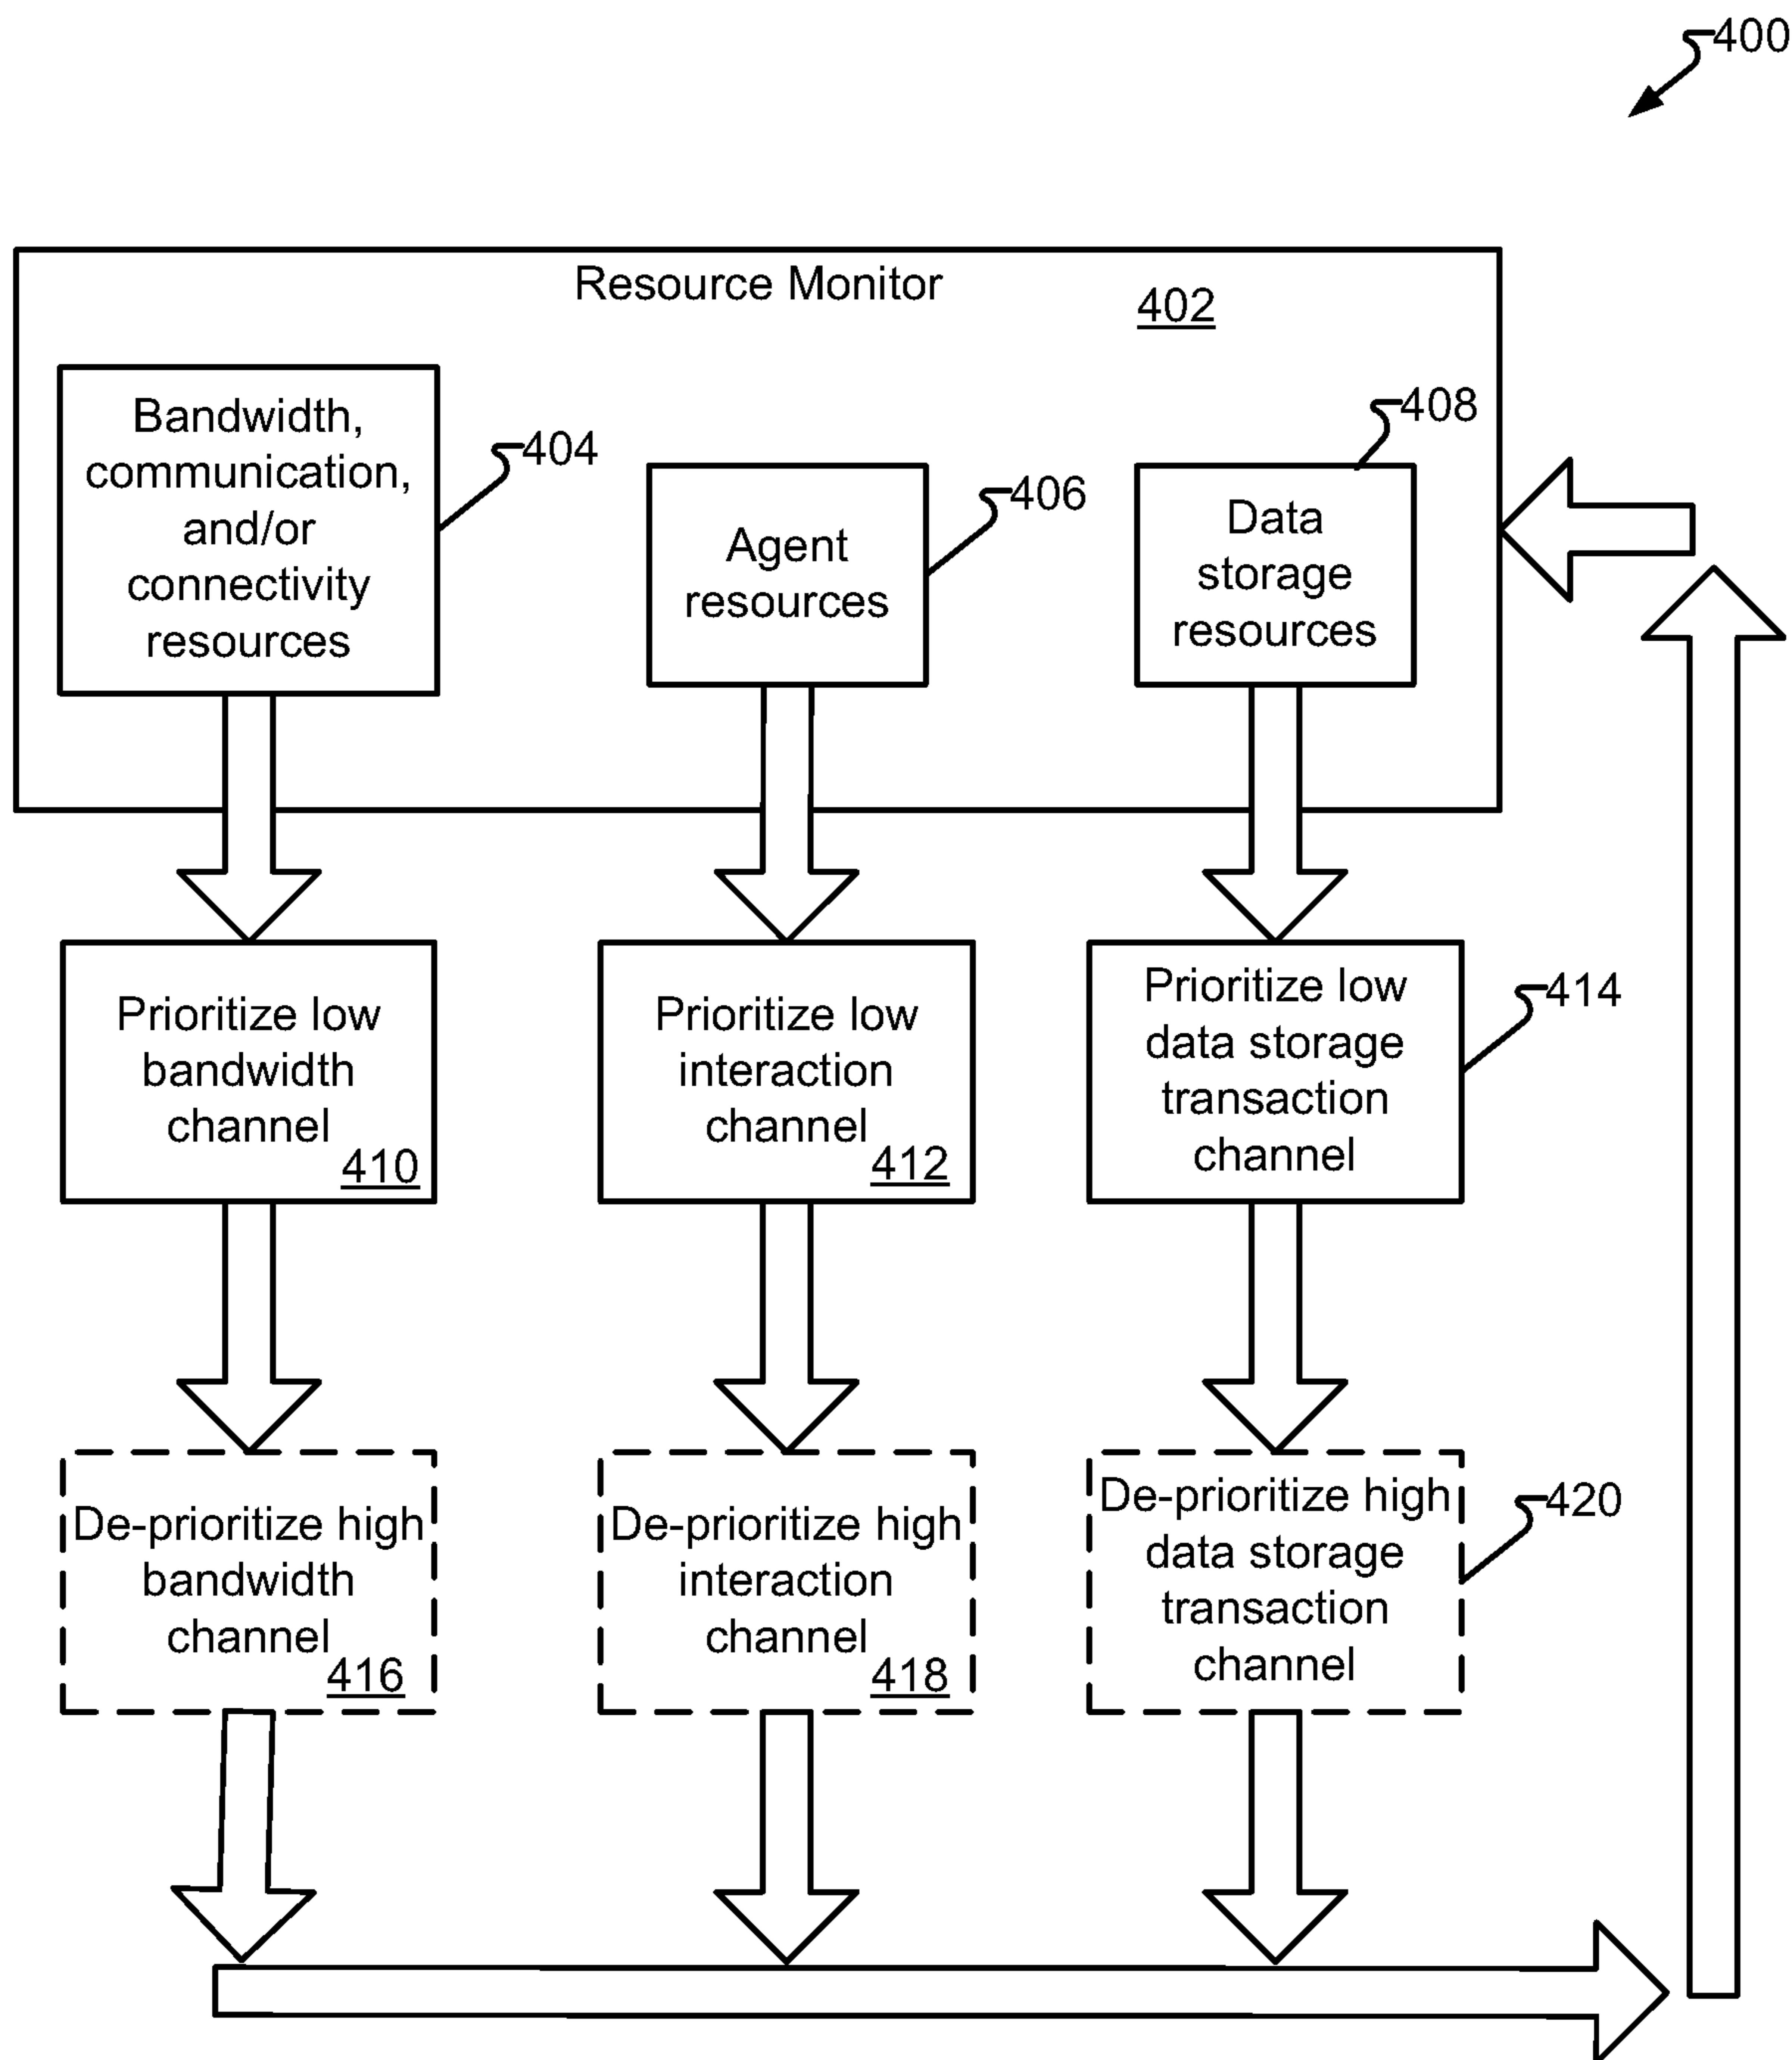 400
Resource Monitor
402
Bandwidth,
communication,
and/or
connectivity
resources
404
Agent
resources
406
Data
storage
resources
408
Prioritize low
bandwidth
channel
410
Prioritize low
interaction
channel
412
Prioritize low
data storage
transaction
channel
414
De-prioritize high
bandwidth
channel
416
De-prioritize high
interaction
channel
418
De-prioritize high
data storage
transaction
channel
420